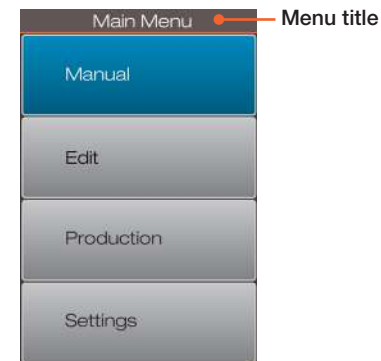 Main Menu
Menu title
Manual
Edit
Production
Settings